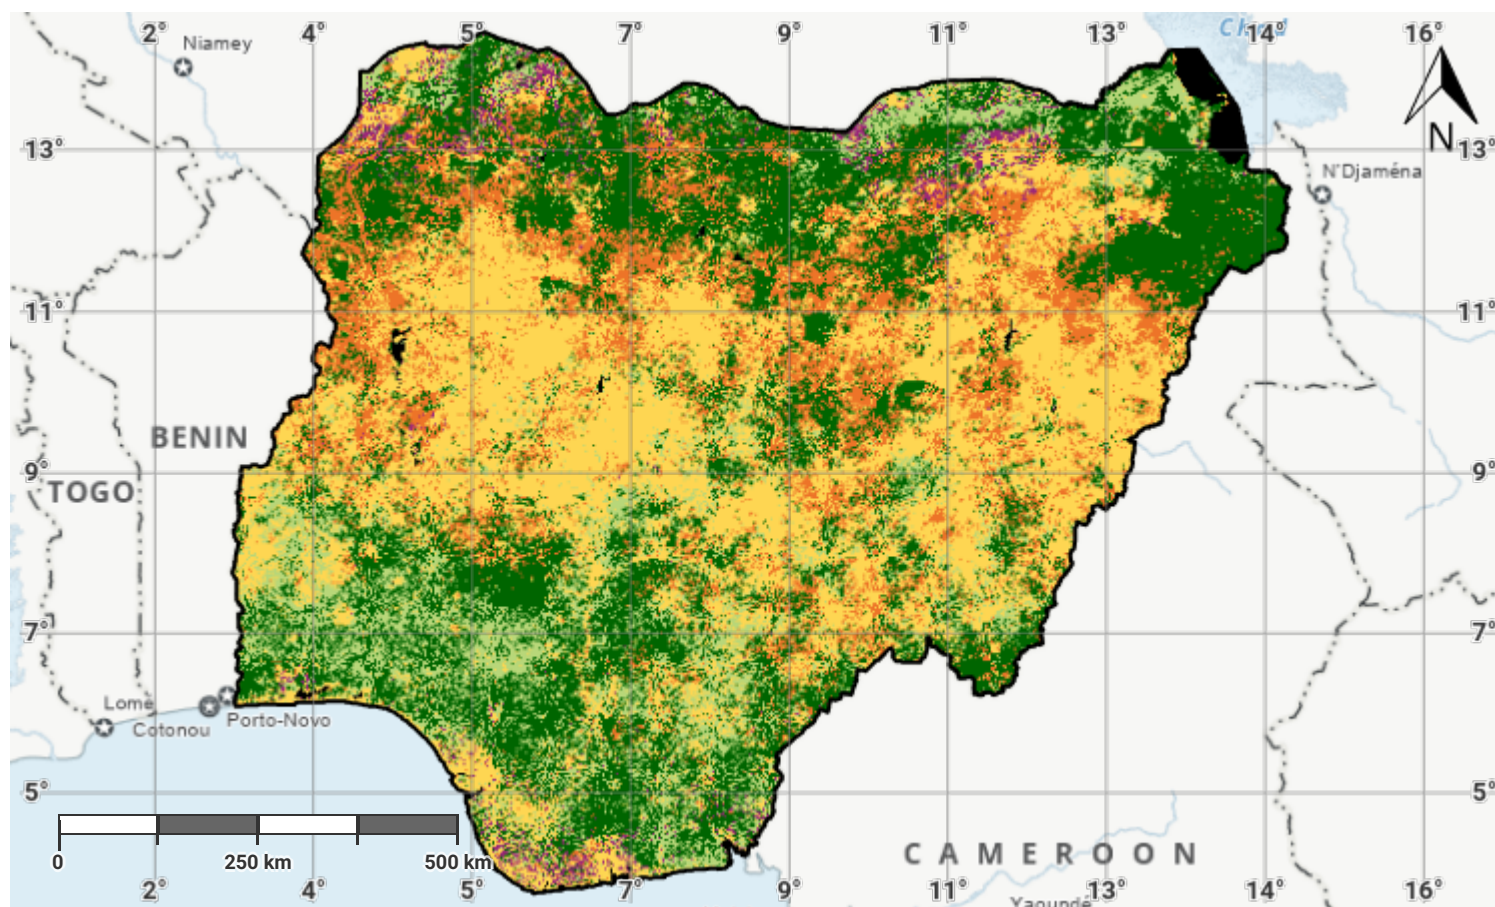 2° 4° 5° 7° 9° 11° 13° 14° 16°
Chad
Niamey
N
13° 13°
N'Djaména
11° 11°
BENIN
9° 9°
TOGO
7° 7°
Lomé
Cotonou
Porto-Novo
5° 5°
0 250 km 500 km
CAMEROON
2° 4° 5° 7° 9° 11° 13° 14° 16°
Yaoundé